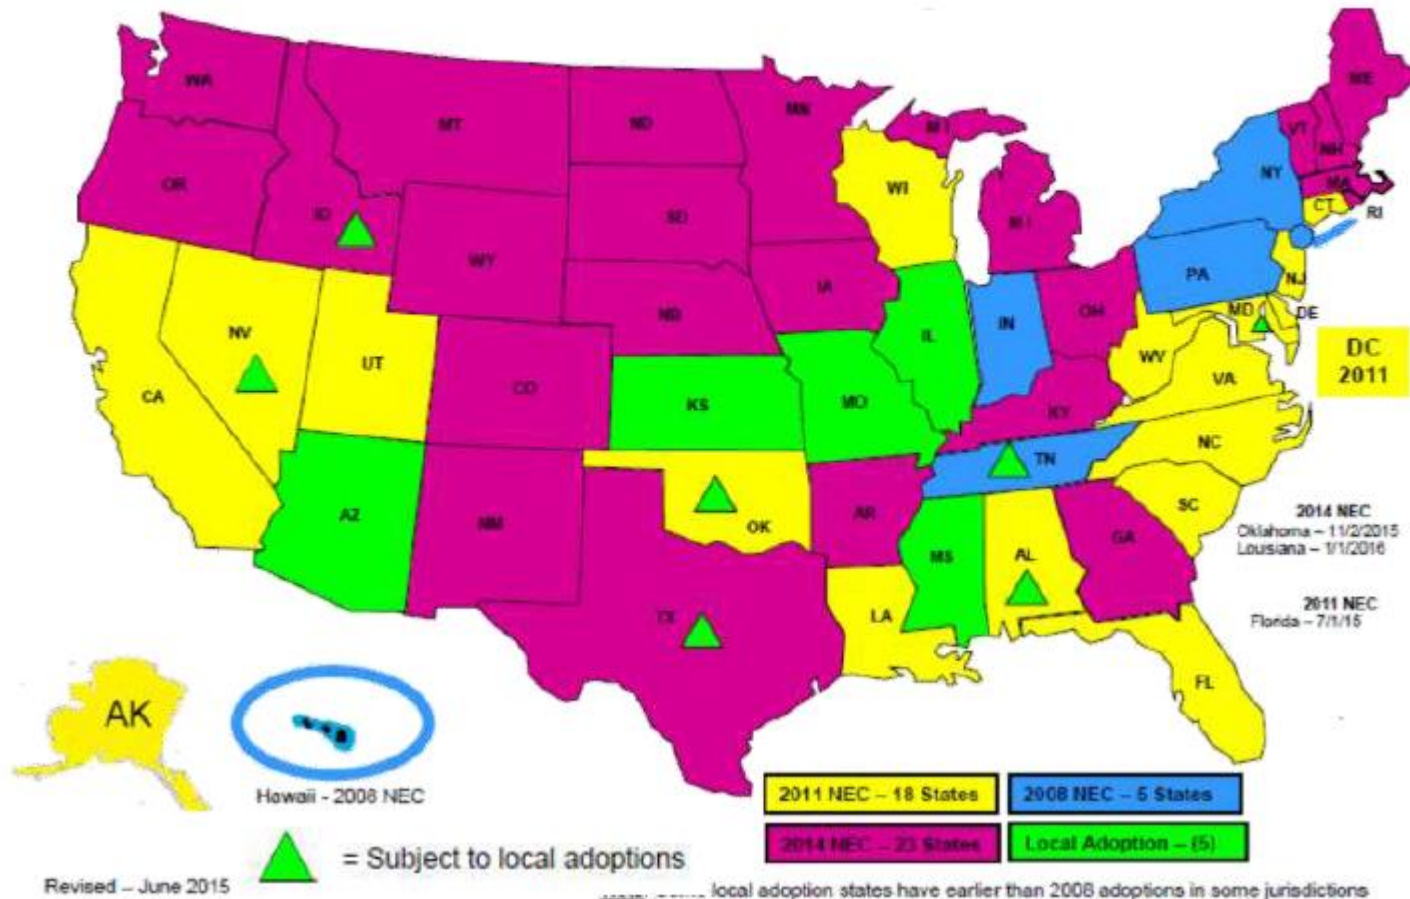 WA
MT
ND
MN
MI
ME
VT
NH
OR
ID
SD
WI
MI
NY
MA
CT
RI
WY
IA
PA
NJ
NV
UT
IL
IN
OH
MD
DE
DC
2011
CA
CO
KS
MO
WV
VA
KY
AZ
NM
OK
AR
TN
NC
SC
MS
AL
GA
LA
FL
2014 NEC
Oklahoma – 11/2/2015
Louisiana – 1/1/2016
2011 NEC
Florida – 7/1/15
AK
Hawaii - 2008 NEC
2011 NEC – 18 States
2008 NEC – 5 States
2014 NEC – 23 States
Local Adoption – (5)
= Subject to local adoptions
Revised – June 2015
local adoption states have earlier than 2008 adoptions in some jurisdictions